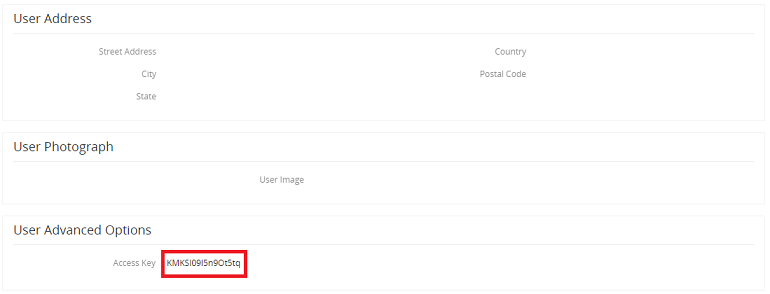 User Address
Street Address
Country
City
Postal Code
State
User Photograph
User Image
User Advanced Options
Access Key KMKSI09I5n9Ot5tq